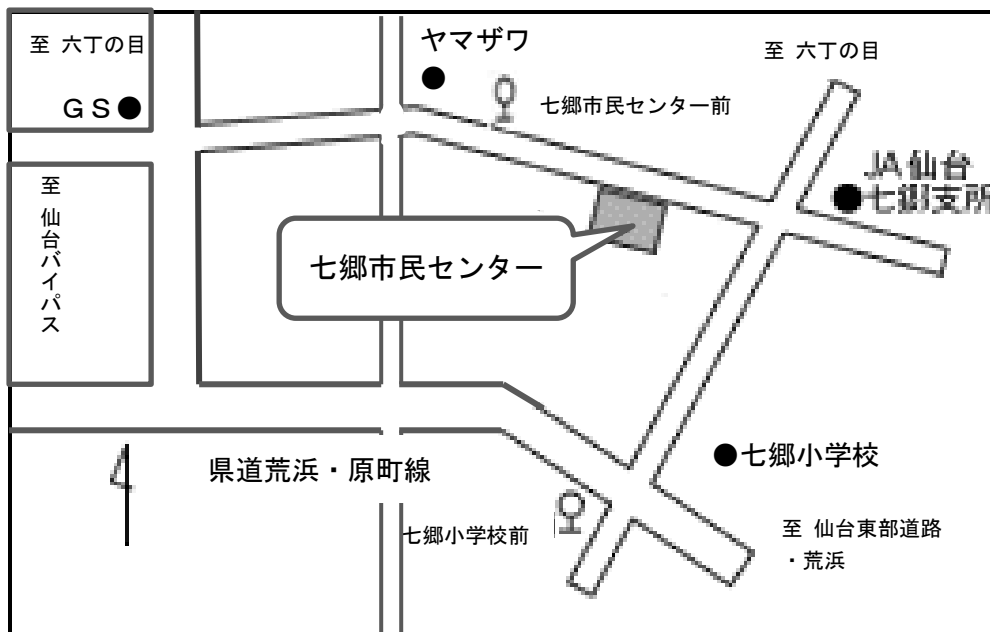 至 六丁の目
GS
ヤマザワ
至 六丁の目
七郷市民センター前
JA仙台
七郷支所
至 仙台バイパス
七郷市民センター
七郷小学校
県道荒浜・原町線
七郷小学校前
至 仙台東部道路
・荒浜